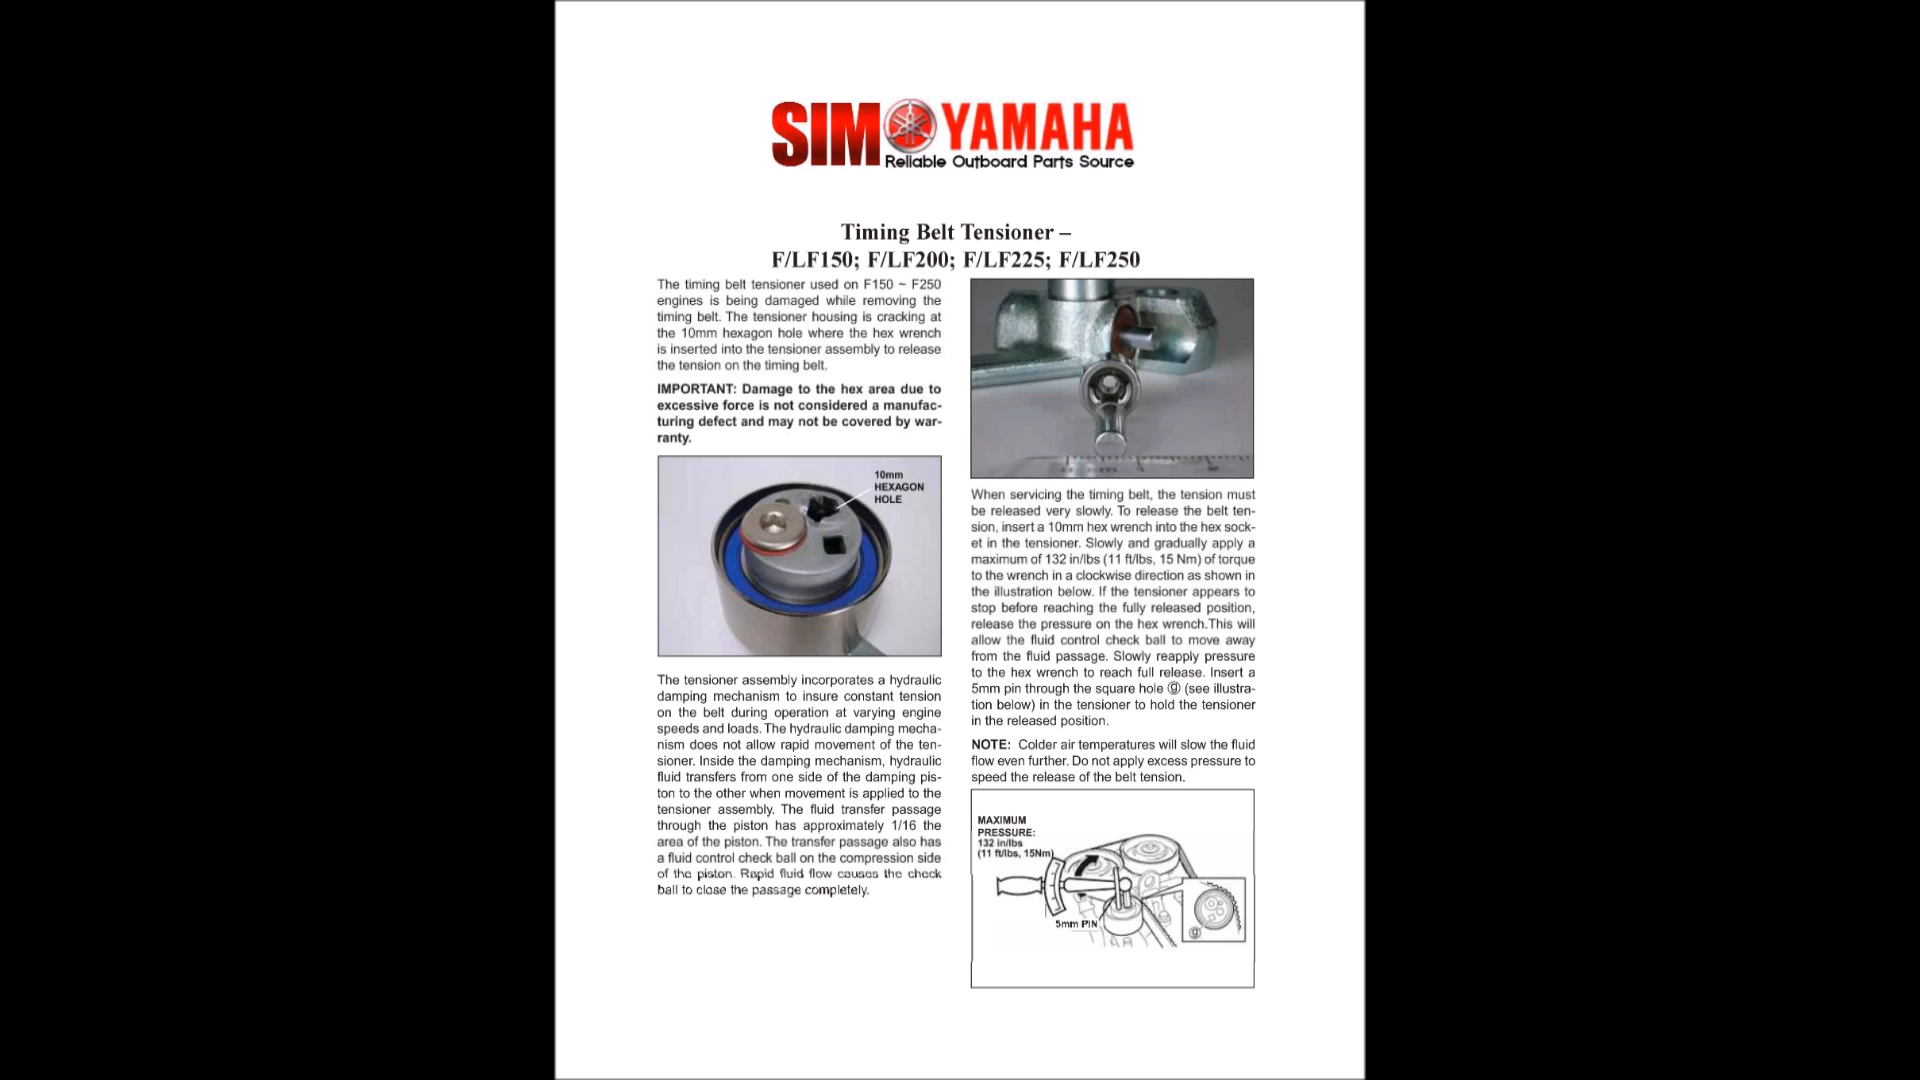 SIM YAMAHA
Reliable Outboard Parts Source
Timing Belt Tensioner –
F/LF150; F/LF200; F/LF225; F/LF250
The timing belt tensioner used on F150 ~ F250
engines is being damaged while removing the
timing belt. The tensioner housing is cracking at
the 10mm hexagon hole where the hex wrench
is inserted into the tensioner assembly to release
the tension on the timing belt.
IMPORTANT: Damage to the hex area due to
excessive force is not considered a manufac-
turing defect and may not be covered by war-
ranty.
10mm
HEXAGON
HOLE
The tensioner assembly incorporates a hydraulic
damping mechanism to insure constant tension
on the belt during operation at varying engine
speeds and loads. The hydraulic damping mecha-
nism does not allow rapid movement of the ten-
sioner. Inside the damping mechanism, hydraulic
fluid transfers from one side of the damping pis-
ton to the other when movement is applied to the
tensioner assembly. The fluid transfer passage
through the piston has approximately 1/16 the
area of the piston. The transfer passage also has
a fluid control check ball on the compression side
of the piston. Rapid fluid flow causes the check
ball to close the passage completely.
0 cm 1 2
When servicing the timing belt, the tension must
be released very slowly. To release the belt ten-
sion, insert a 10mm hex wrench into the hex sock-
et in the tensioner. Slowly and gradually apply a
maximum of 132 in/lbs (11 ft/lbs, 15 Nm) of torque
to the wrench in a clockwise direction as shown in
the illustration below. If the tensioner appears to
stop before reaching the fully released position,
release the pressure on the hex wrench.This will
allow the fluid control check ball to move away
from the fluid passage. Slowly reapply pressure
to the hex wrench to reach full release. Insert a
5mm pin through the square hole ⓖ (see illustra-
tion below) in the tensioner to hold the tensioner
in the released position.
NOTE: Colder air temperatures will slow the fluid
flow even further. Do not apply excess pressure to
speed the release of the belt tension.
MAXIMUM
PRESSURE:
132 in/lbs
(11 ft/lbs, 15Nm)
5mm PIN
ⓖ